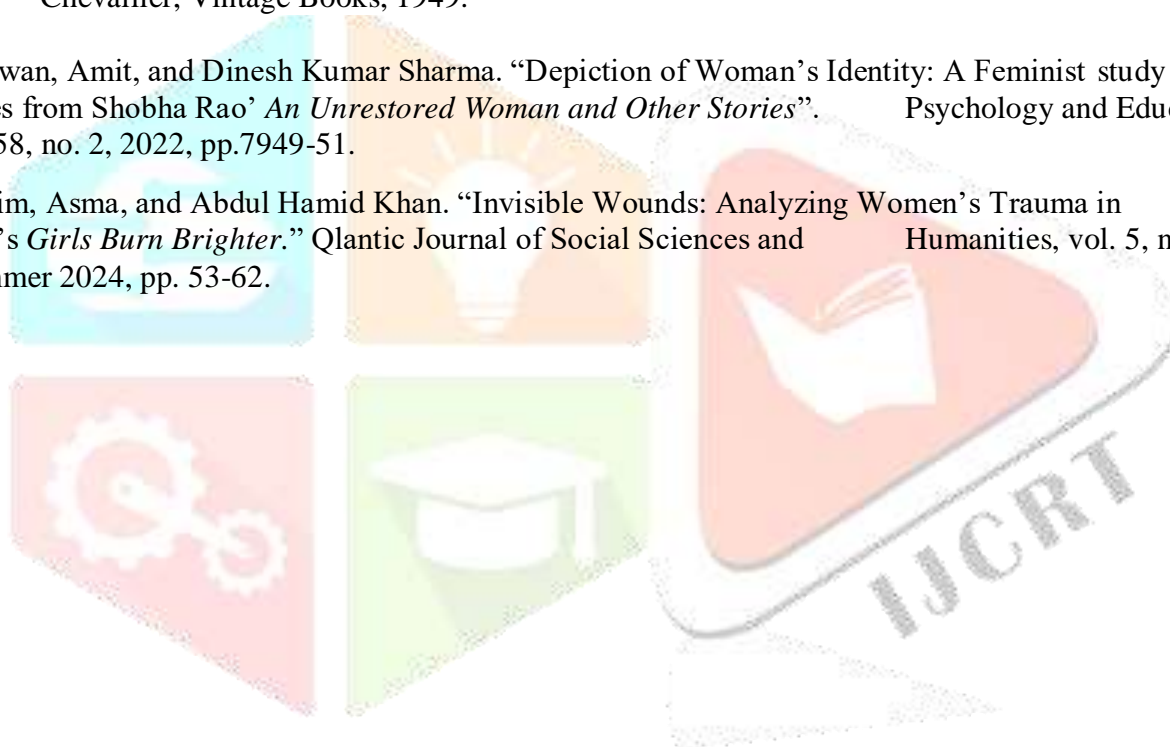 Chevallier, Vintage Books, 1949.
wan, Amit, and Dinesh Kumar Sharma. “Depiction of Woman’s Identity: A Feminist study
es from Shobha Rao’ An Unrestored Woman and Other Stories”. Psychology and Educ
58, no. 2, 2022, pp.7949-51.
im, Asma, and Abdul Hamid Khan. “Invisible Wounds: Analyzing Women’s Trauma in
’s Girls Burn Brighter.” Qlantic Journal of Social Sciences and Humanities, vol. 5, n
mer 2024, pp. 53-62.
IJCRT